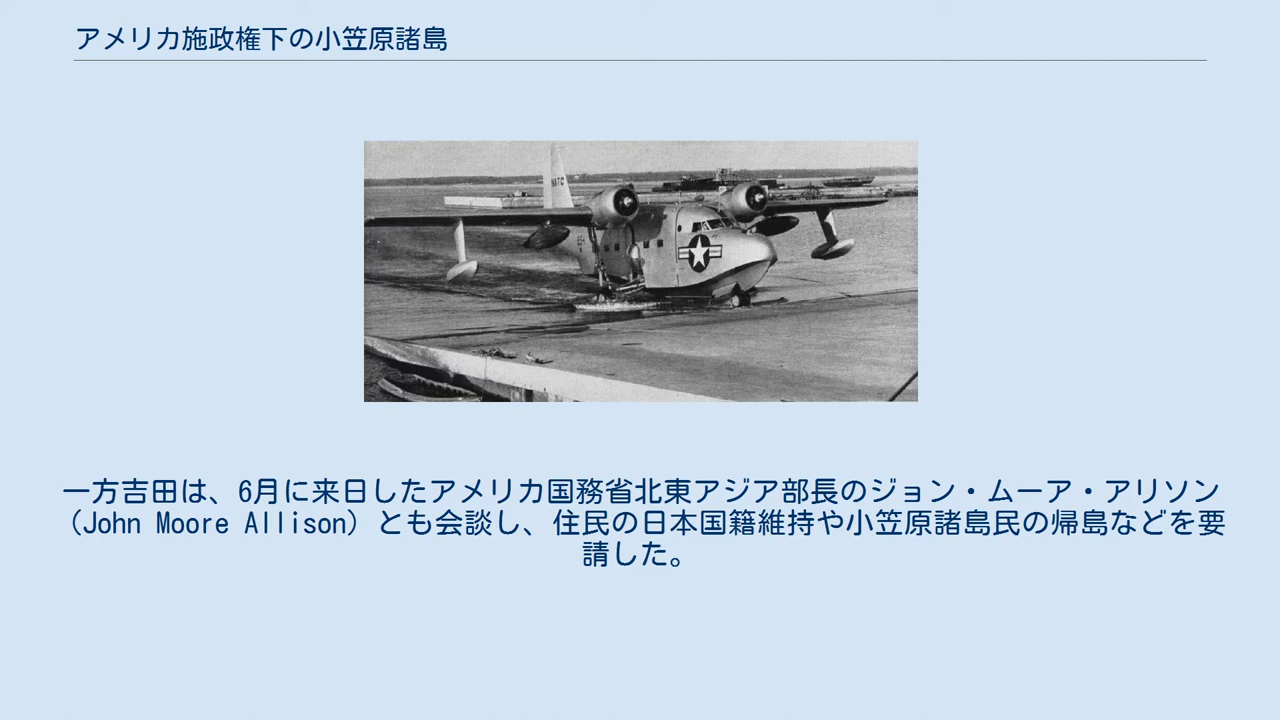 アメリカ施政権下の小笠原諸島
NATC
一方吉田は、6月に来日したアメリカ国務省北東アジア部長のジョン・ムーア・アリソン
（John Moore Allison）とも会談し、住民の日本国籍維持や小笠原諸島民の帰島などを要
請した。